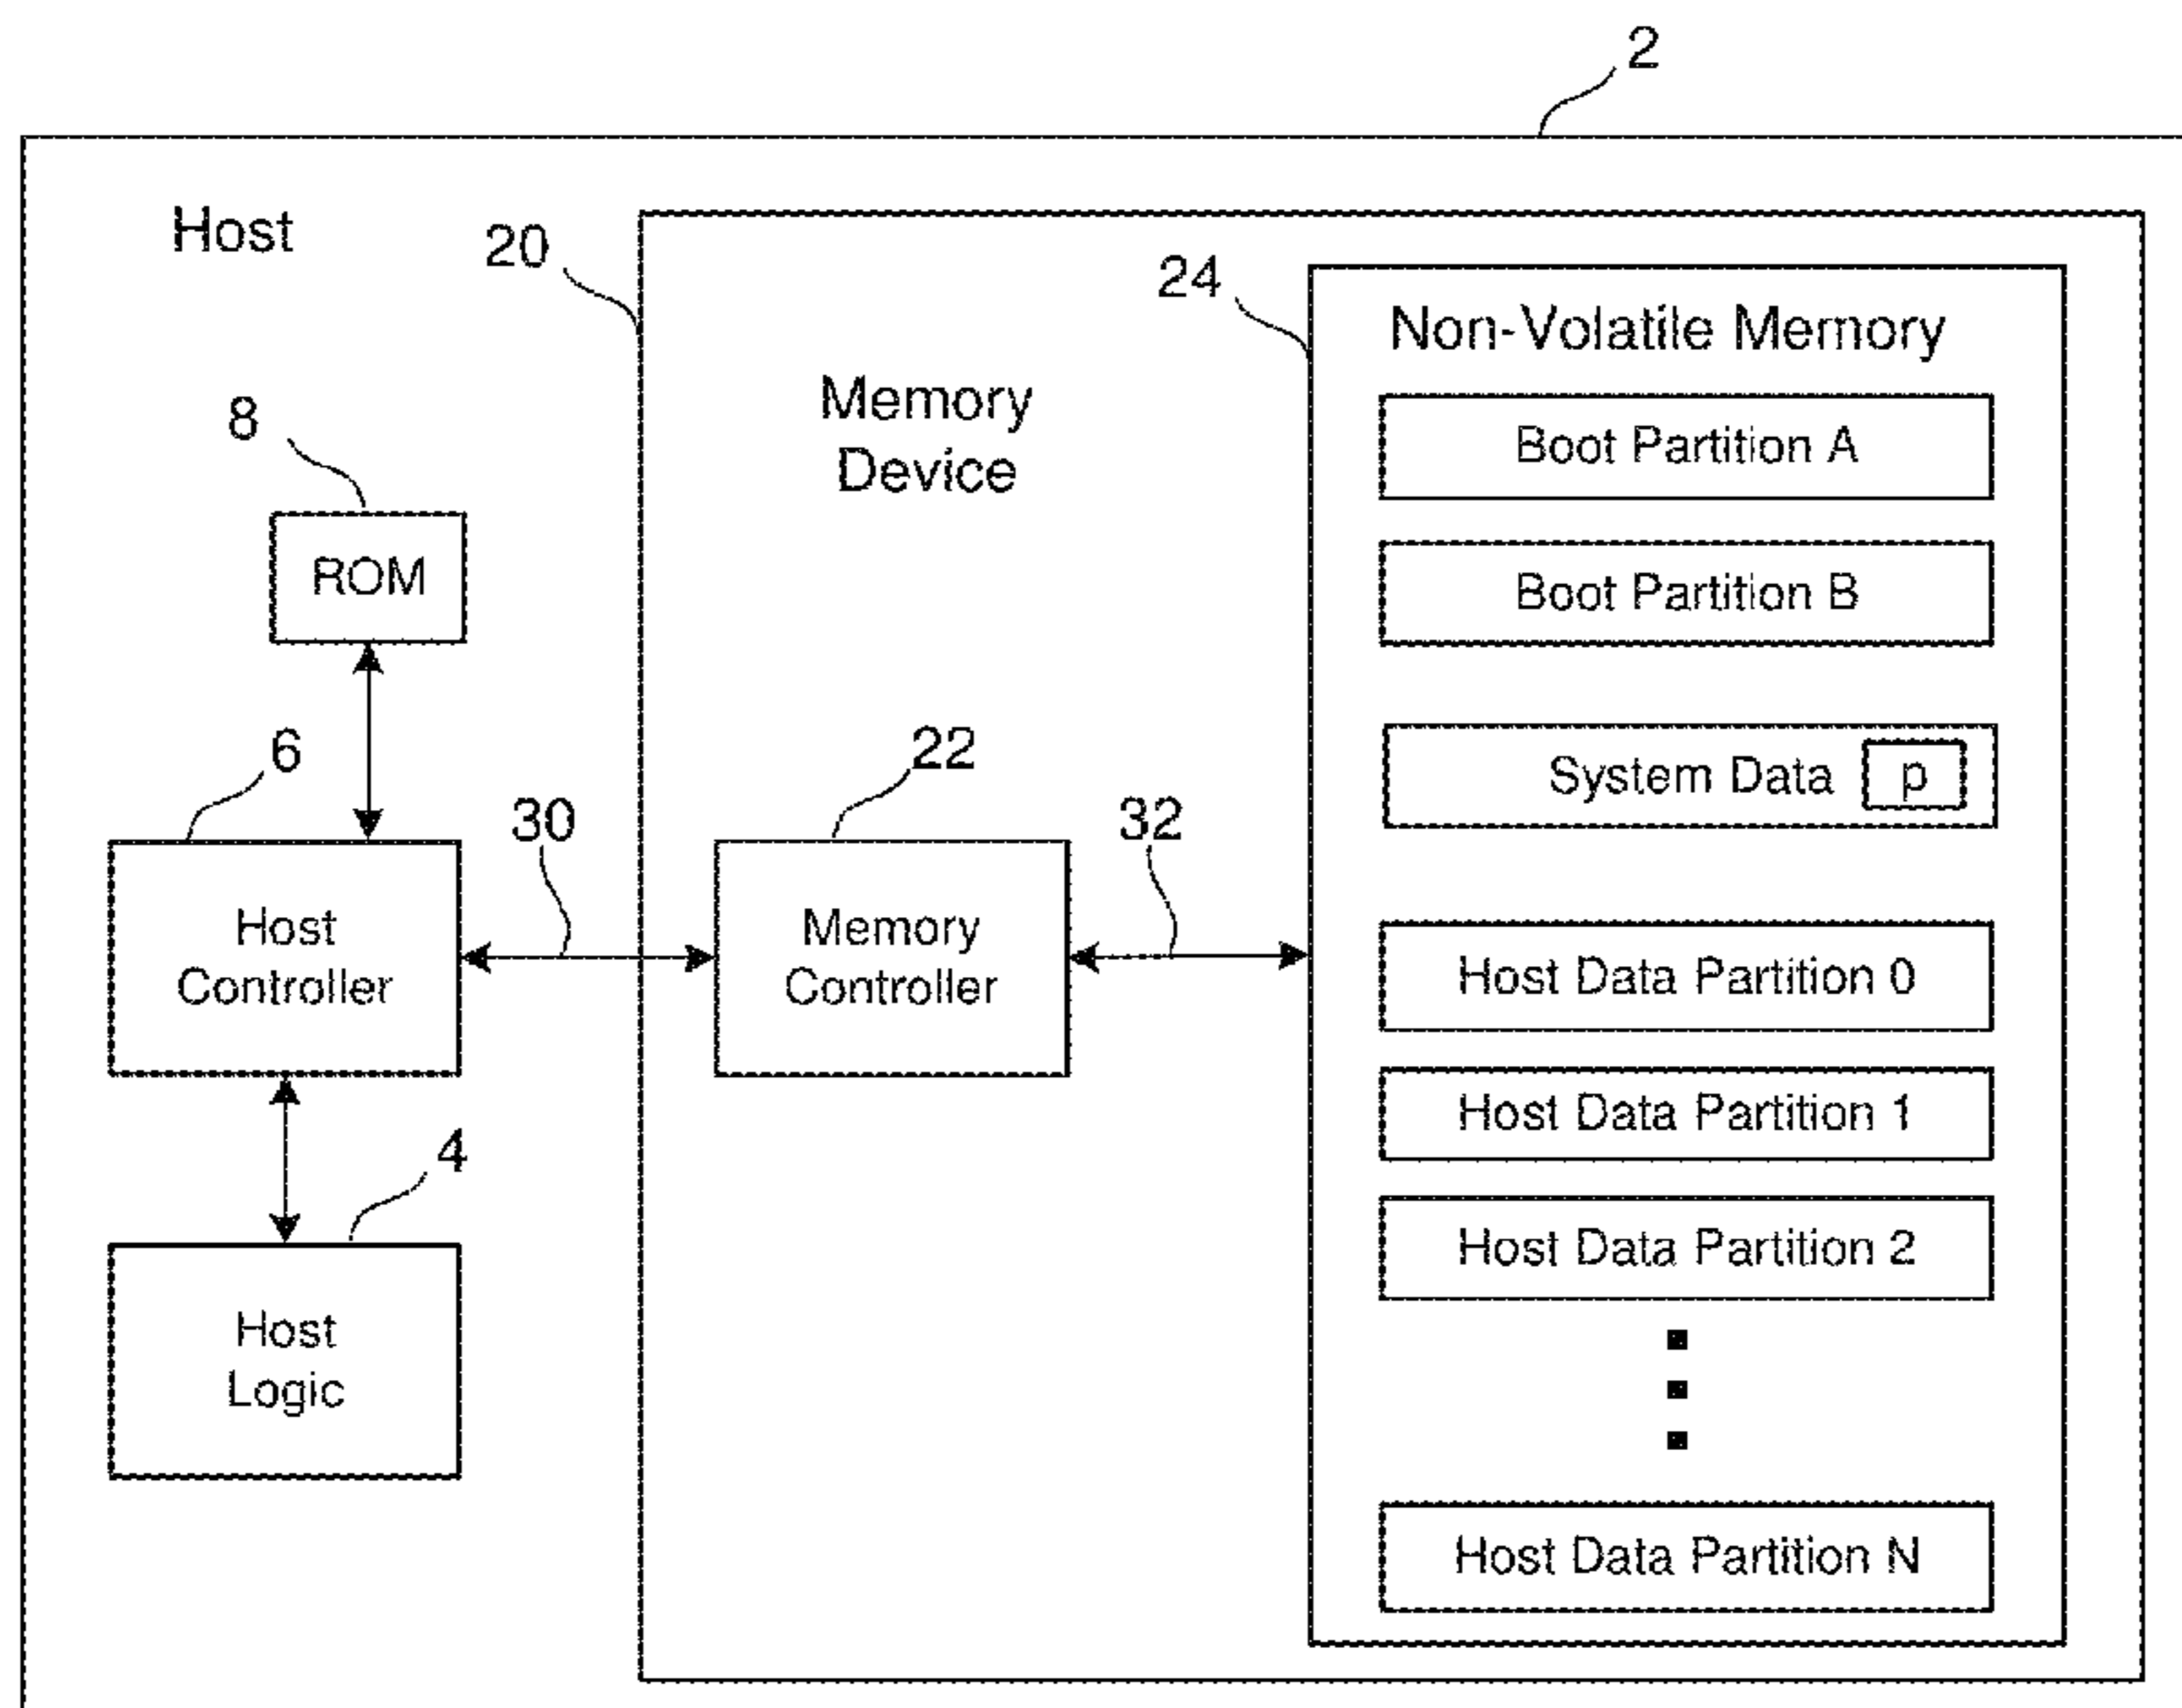 2
Host
20
24
Non-Volatile Memory
Memory
Device
Boot Partition A
8
ROM
Boot Partition B
6
22
System Data
p
30
32
Host
Controller
Memory
Controller
Host Data Partition 0
Host Data Partition 1
4
Host Data Partition 2
Host
Logic
Host Data Partition N